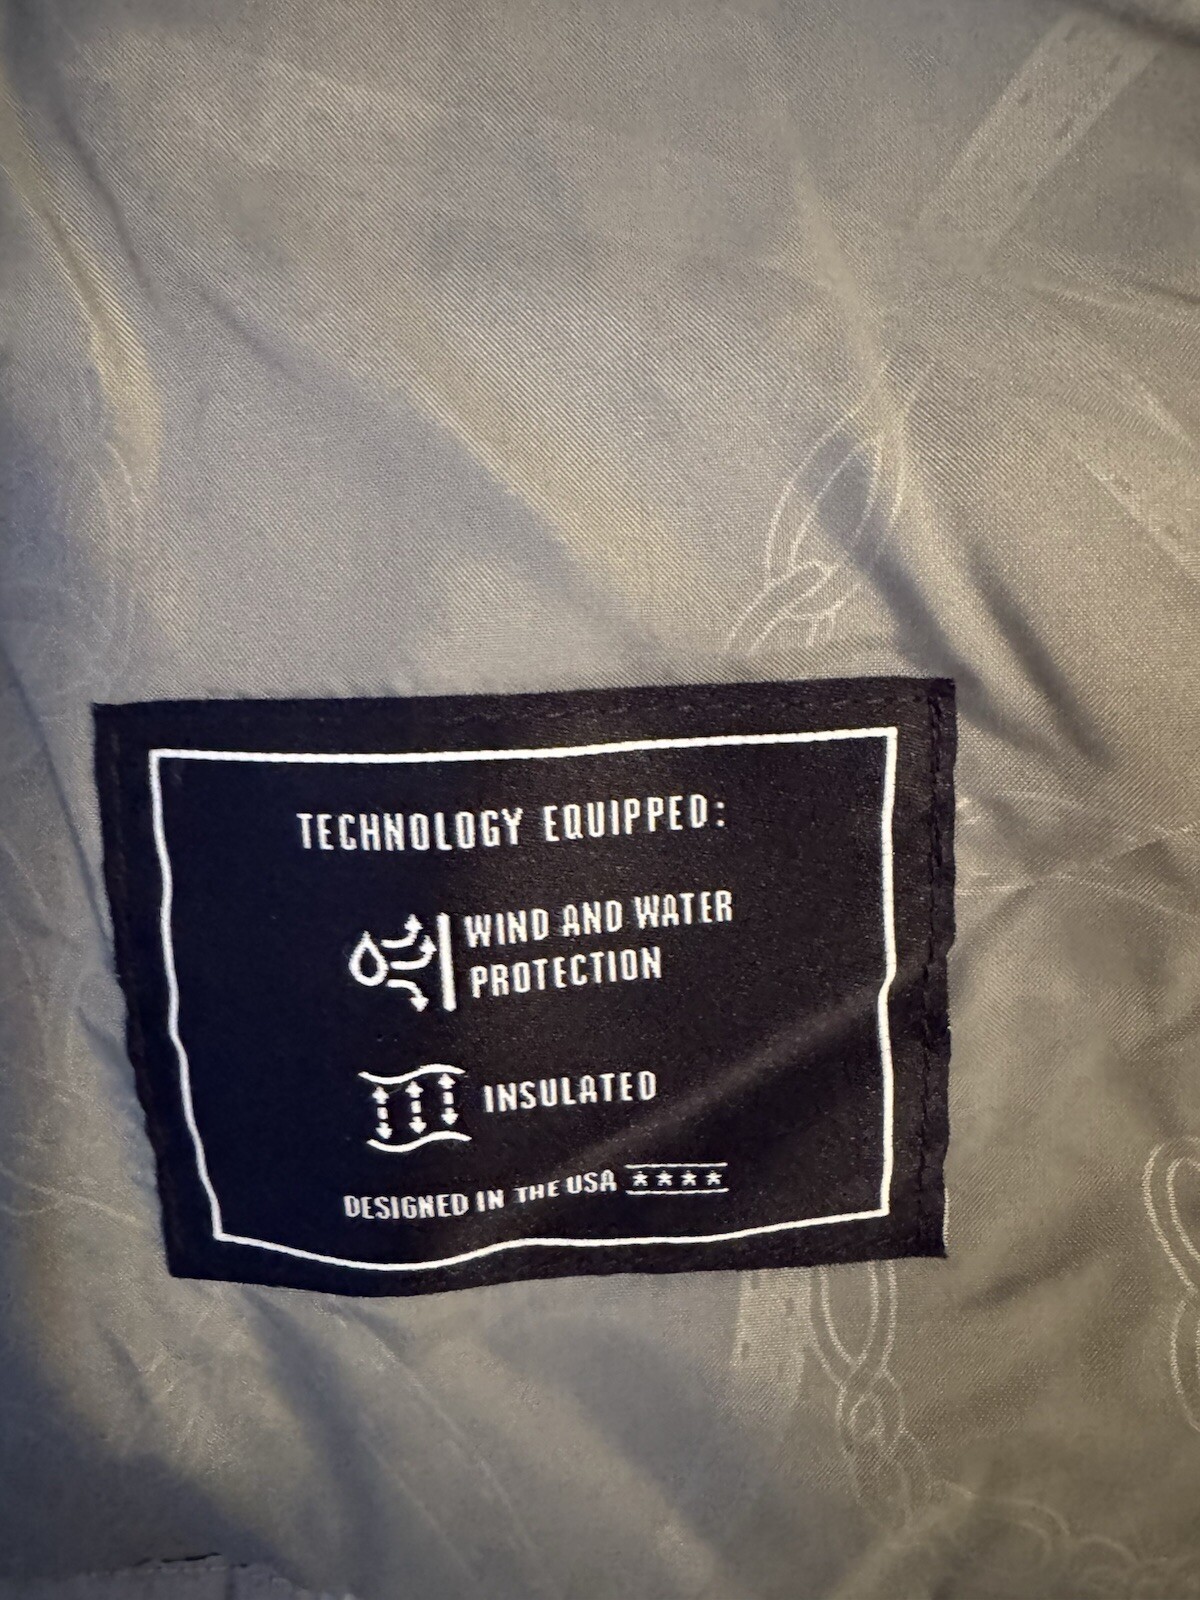 TECHNOLOGY EQUIPPED:
WIND AND WATER
PROTECTION
INSULATED
DESIGNED IN THE USA ★★★★